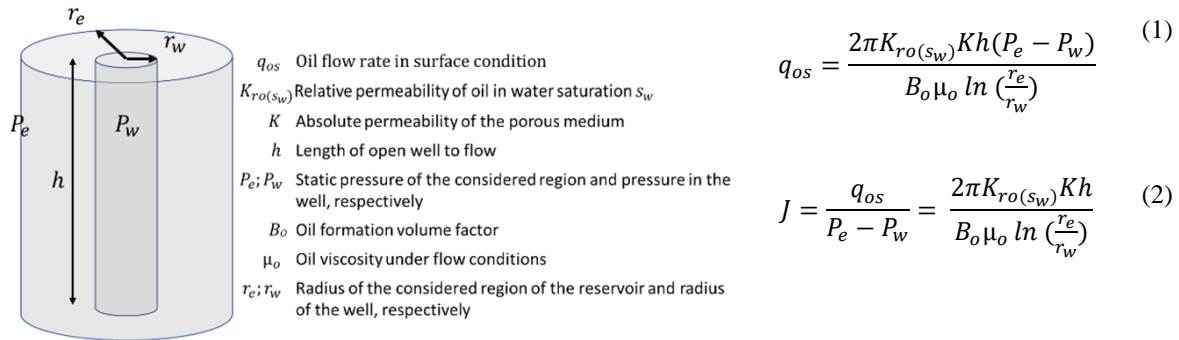 r_e
r_w
P_e
P_w
h
q_os Oil flow rate in surface condition
K_ro(s_w) Relative permeability of oil in water saturation s_w
K Absolute permeability of the porous medium
h Length of open well to flow
P_e; P_w Static pressure of the considered region and pressure in the
well, respectively
B_o Oil formation volume factor
μ_o Oil viscosity under flow conditions
r_e; r_w Radius of the considered region of the reservoir and radius
of the well, respectively
q_os = 2πK_ro(s_w)Kh(P_e − P_w) / B_o μ_o ln (r_e/r_w) (1)
J = q_os / P_e − P_w = 2πK_ro(s_w)Kh / B_o μ_o ln (r_e/r_w) (2)